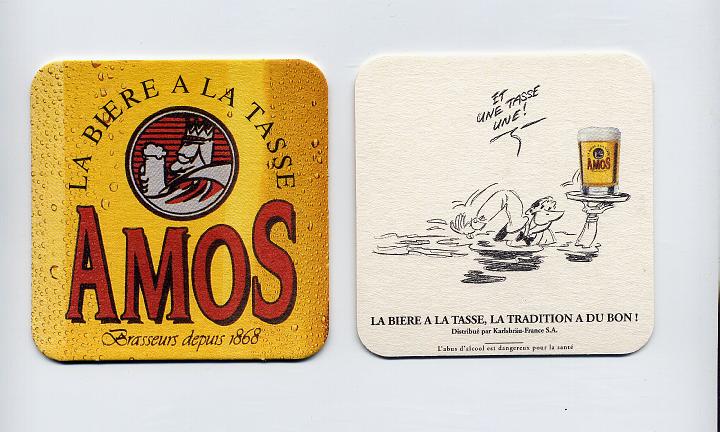 LA BIERE A LA TASSE
AMOS
Brasseurs depuis 1868
ET
UNE TASSE
UNE !
AMOS
LA BIERE A LA TASSE, LA TRADITION A DU BON !
Distribué par Karlsbräu-France S.A.
L'abus d'alcool est dangereux pour la santé